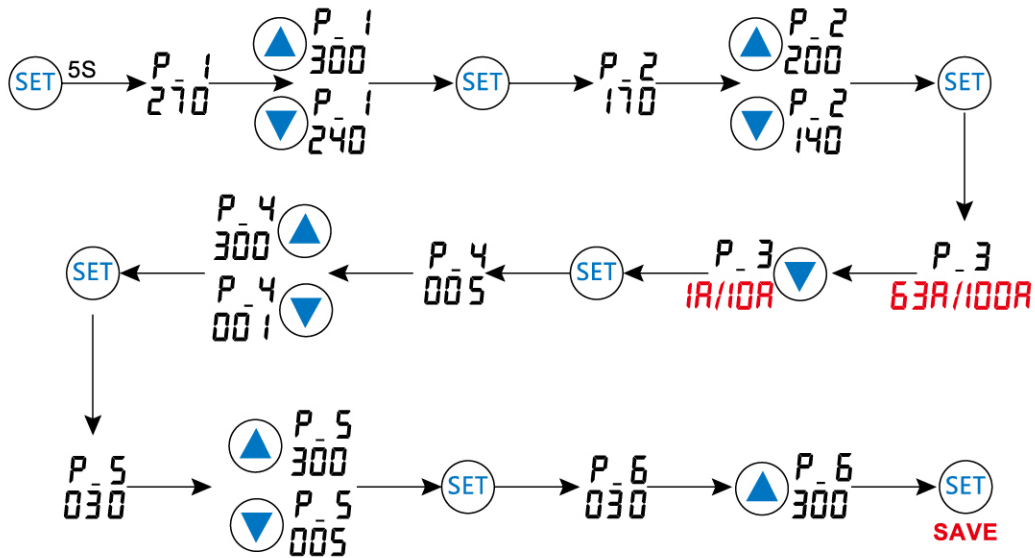 SET
5S
P_1
270
P_1
300
P_1
240
SET
P_2
170
P_2
200
P_2
140
SET
P_3
63A/100A
P_3
1A/10A
SET
P_4
005
P_4
300
P_4
001
SET
P_5
030
P_5
300
P_5
005
SET
P_6
030
P_6
300
SET
SAVE